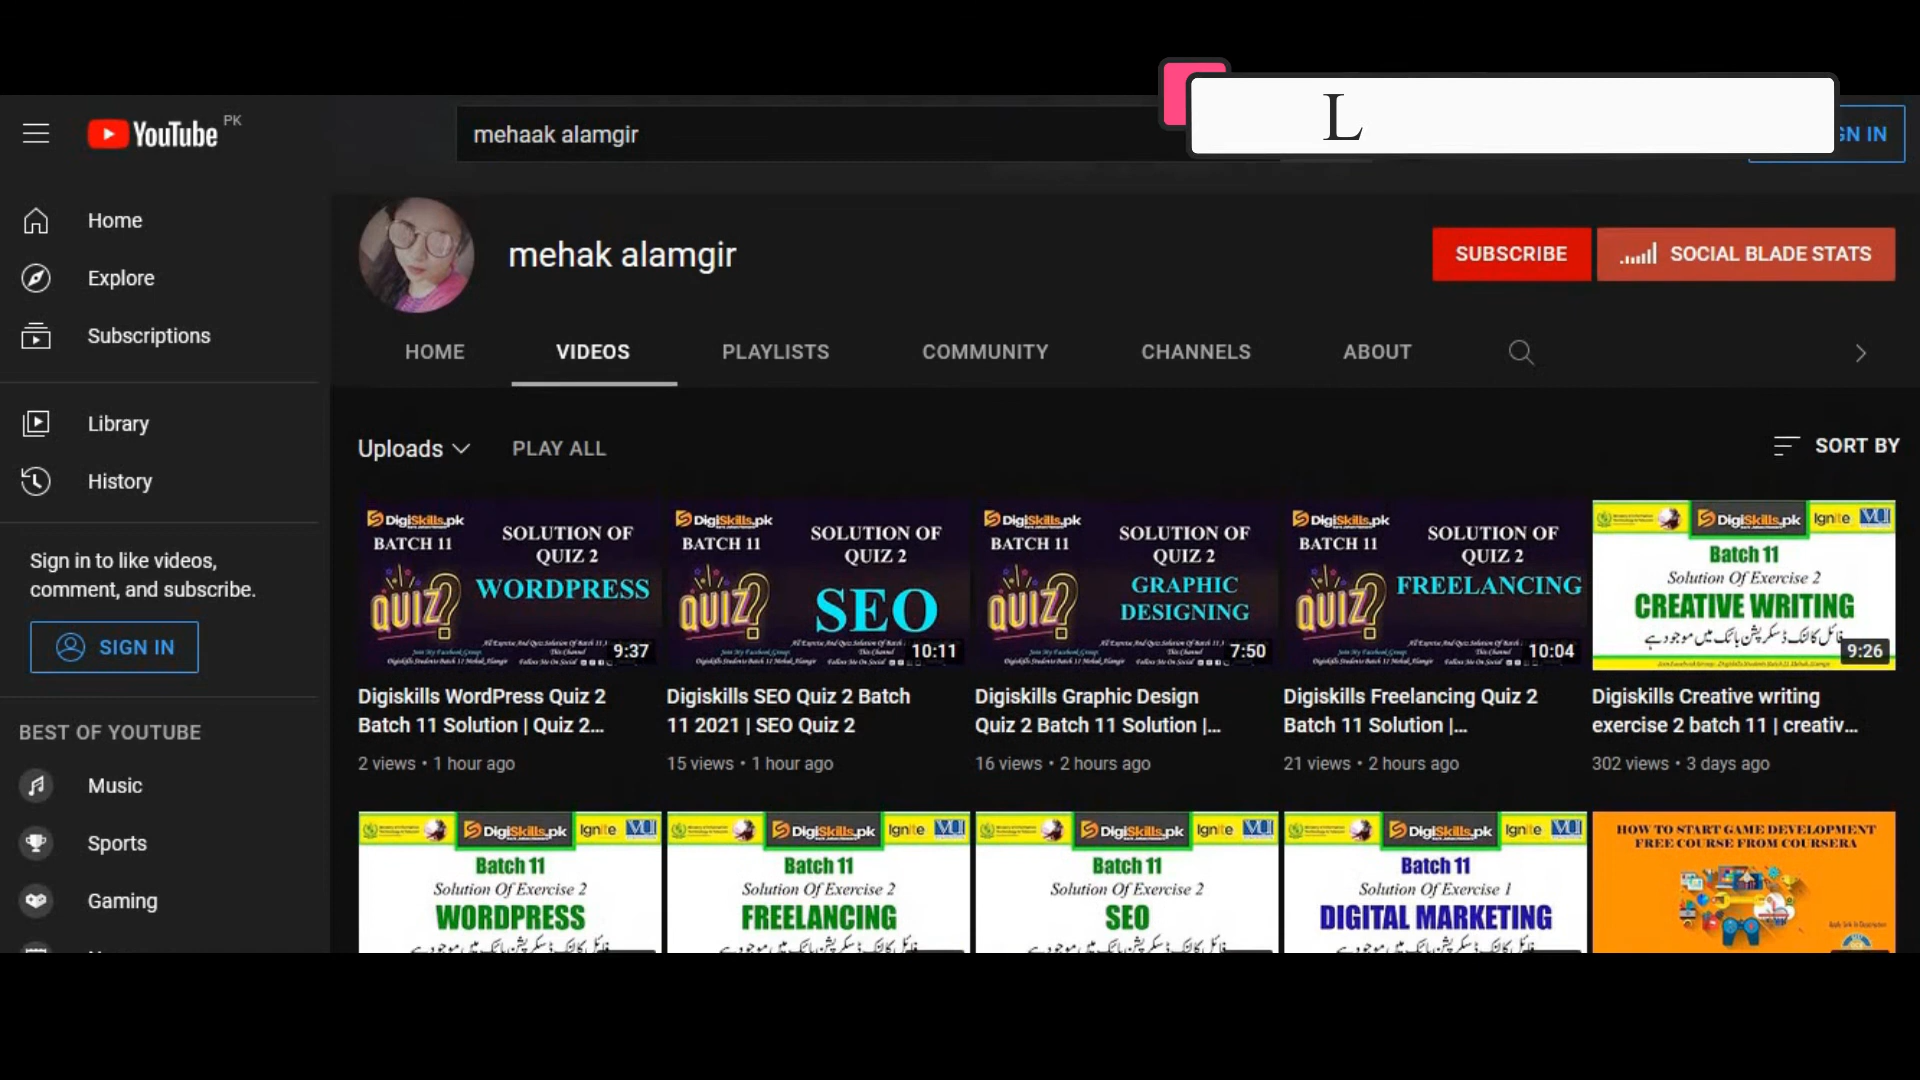 YouTube PK
mehaak alamgir
L
GN IN
Home
Explore
Subscriptions
Library
History
Sign in to like videos,
comment, and subscribe.
SIGN IN
BEST OF YOUTUBE
Music
Sports
Gaming
mehak alamgir
SUBSCRIBE
SOCIAL BLADE STATS
HOME VIDEOS PLAYLISTS COMMUNITY CHANNELS ABOUT
Uploads PLAY ALL
SORT BY
DigiSkills.pk
BATCH 11
SOLUTION OF
QUIZ 2
WORDPRESS
QUIZ?
9:37
Digiskills WordPress Quiz 2
Batch 11 Solution | Quiz 2...
2 views • 1 hour ago
DigiSkills.pk
BATCH 11
SOLUTION OF
QUIZ 2
SEO
QUIZ?
10:11
Digiskills SEO Quiz 2 Batch
11 2021 | SEO Quiz 2
15 views • 1 hour ago
DigiSkills.pk
BATCH 11
SOLUTION OF
QUIZ 2
GRAPHIC
DESIGNING
QUIZ?
7:50
Digiskills Graphic Design
Quiz 2 Batch 11 Solution |...
16 views • 2 hours ago
DigiSkills.pk
BATCH 11
SOLUTION OF
QUIZ 2
FREELANCING
QUIZ?
10:04
Digiskills Freelancing Quiz 2
Batch 11 Solution |...
21 views • 2 hours ago
DigiSkills.pk Ignite
Batch 11
Solution Of Exercise 2
CREATIVE WRITING
فائل کا لنک ڈسکرپشن باکس میں موجود ہے
9:26
Digiskills Creative writing
exercise 2 batch 11 | creativ...
302 views • 3 days ago
DigiSkills.pk Ignite
Batch 11
Solution Of Exercise 2
WORDPRESS
DigiSkills.pk Ignite
Batch 11
Solution Of Exercise 2
FREELANCING
DigiSkills.pk Ignite
Batch 11
Solution Of Exercise 2
SEO
DigiSkills.pk Ignite
Batch 11
Solution Of Exercise 1
DIGITAL MARKETING
HOW TO START GAME DEVELOPMENT
FREE COURSE FROM COURSERA